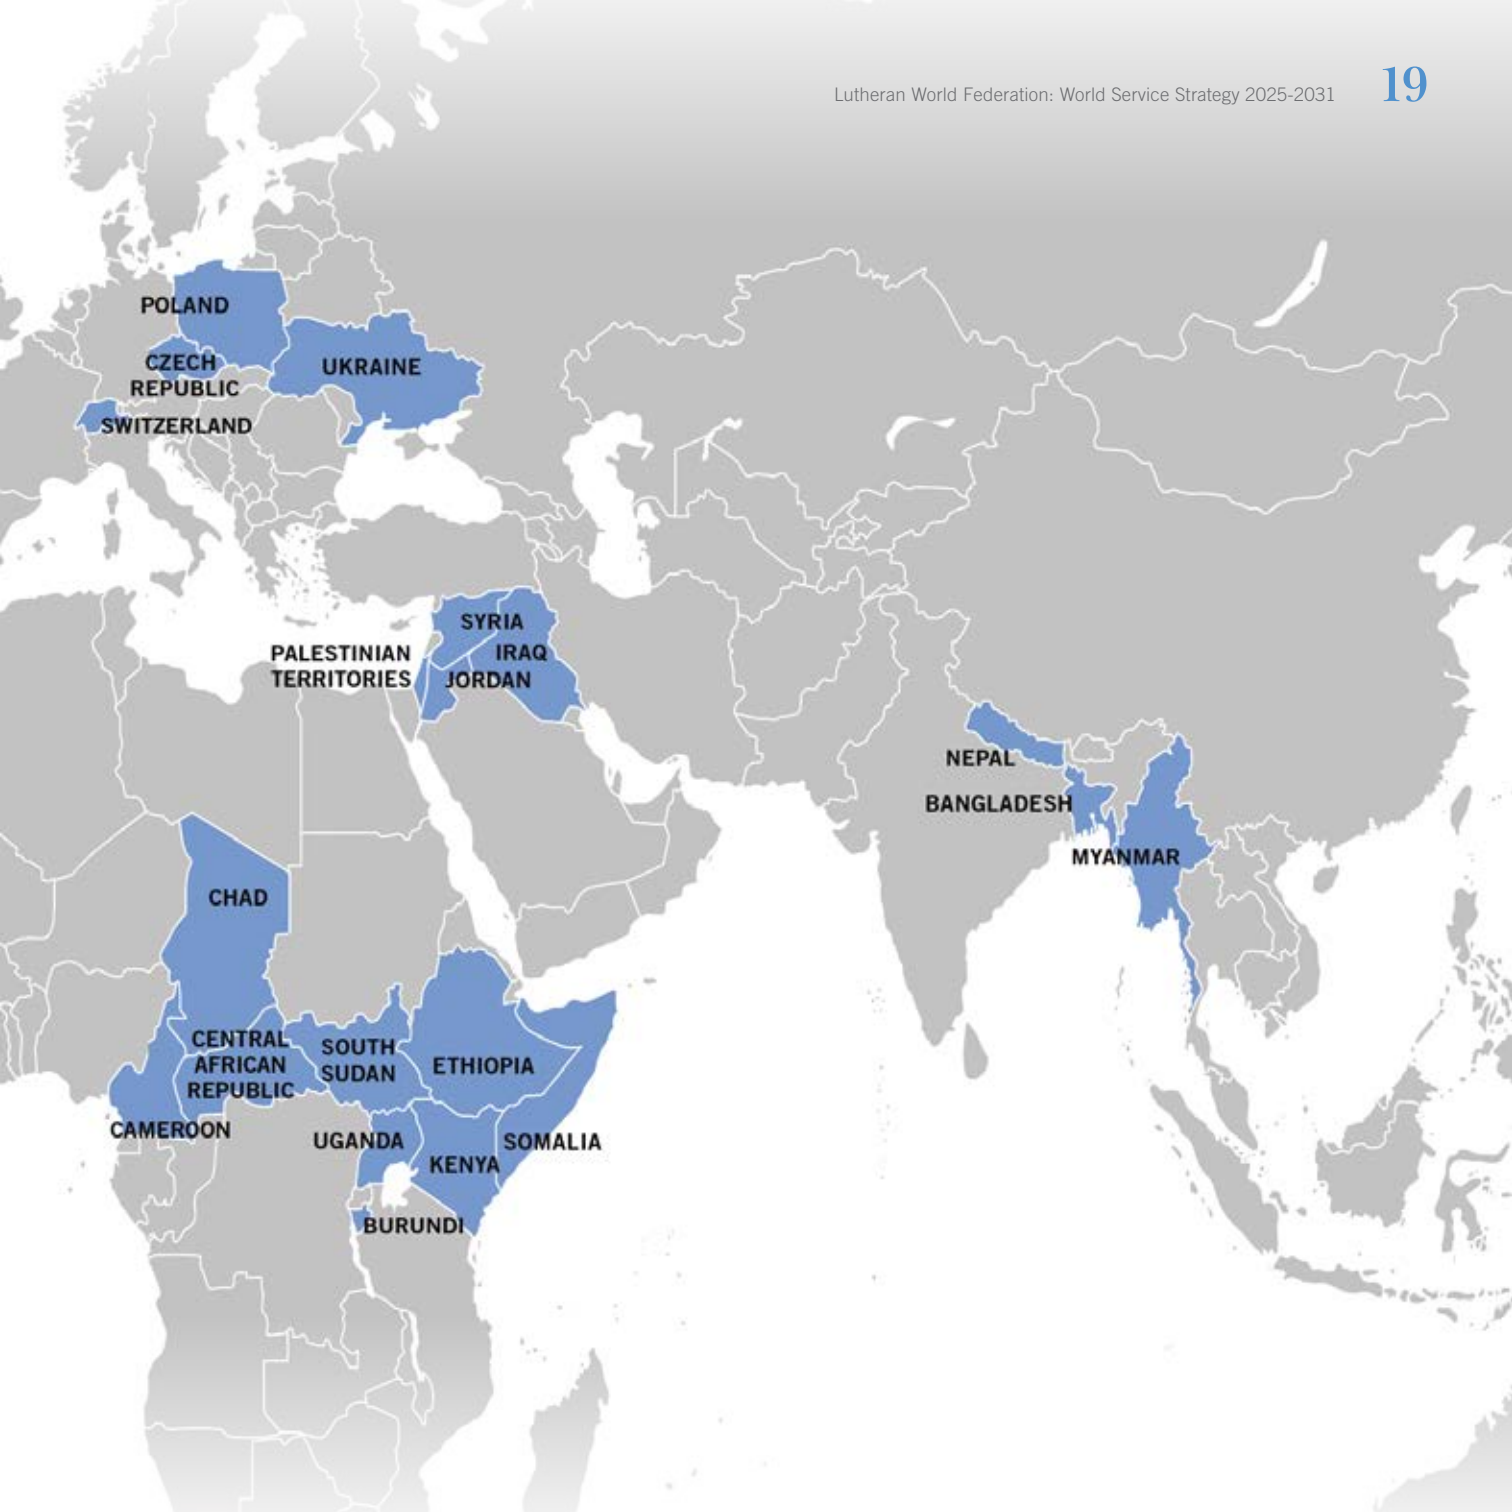 Lutheran World Federation: World Service Strategy 2025-2031 19
POLAND
CZECH
REPUBLIC
UKRAINE
SWITZERLAND
SYRIA
PALESTINIAN
TERRITORIES
IRAQ
JORDAN
NEPAL
BANGLADESH
MYANMAR
CHAD
CENTRAL
AFRICAN
REPUBLIC
SOUTH
SUDAN
ETHIOPIA
CAMEROON
UGANDA
SOMALIA
KENYA
BURUNDI